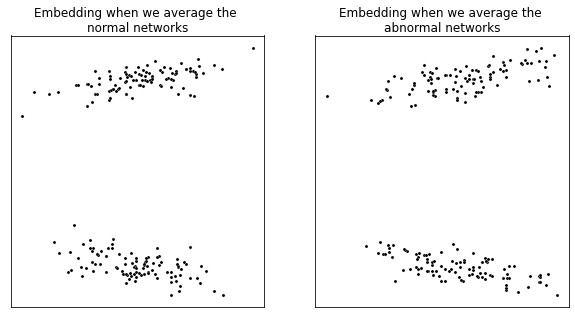 Embedding when we average the
normal networks
Embedding when we average the
abnormal networks